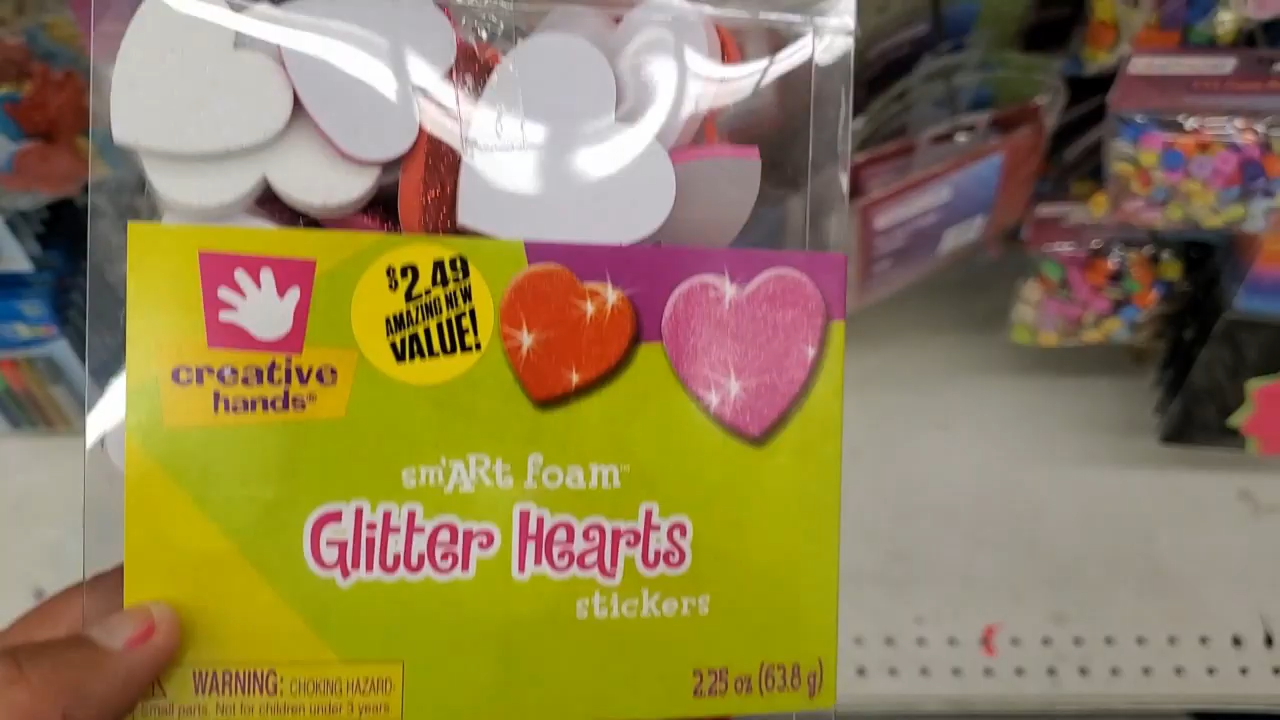 $2.49
AMAZING NEW
VALUE!
creative
hands
sm'ARt foam™
Glitter Hearts
stickers
WARNING: CHOKING HAZARD-
small parts. Not for children under 3 years
2.25 oz (63.8 g)